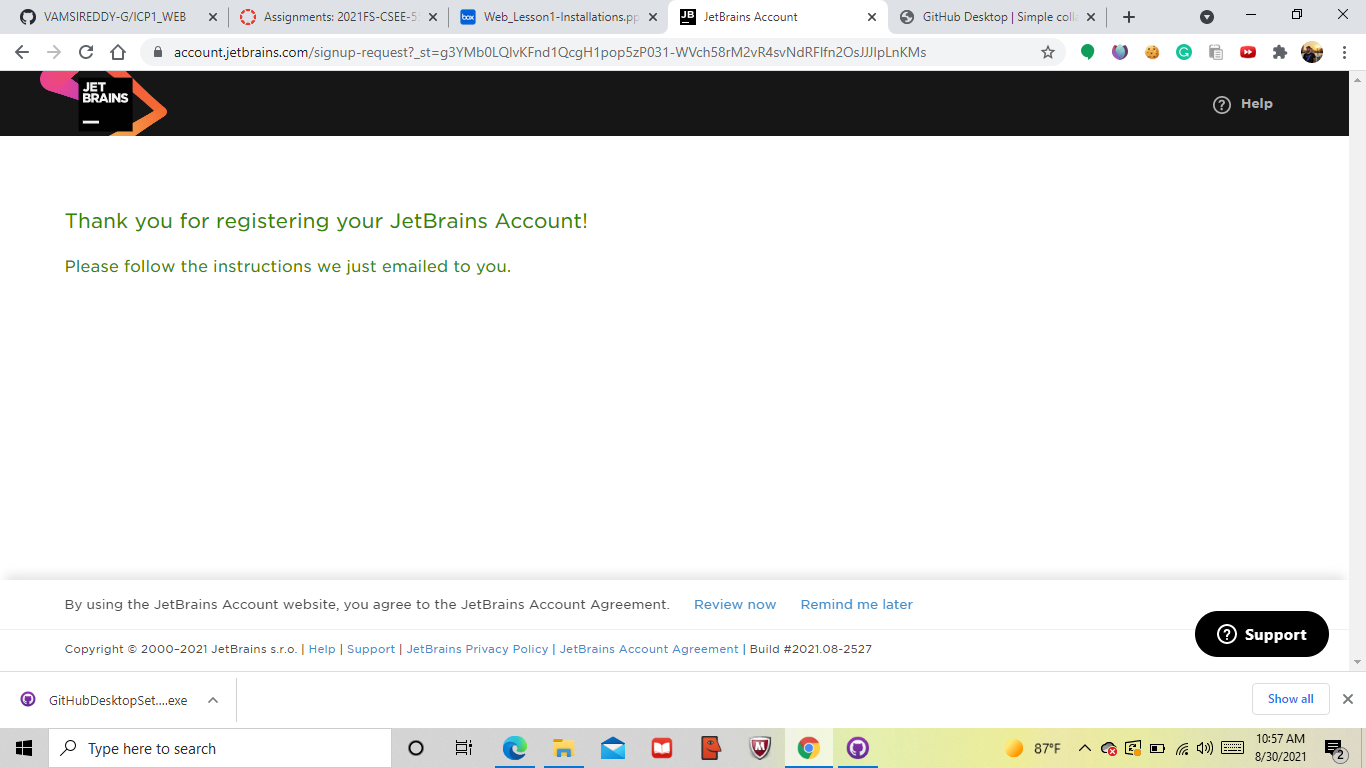 VAMSIREDDY-G/ICP1_WEB
Assignments: 2021FS-CSEE-5
Web_Lesson1-Installations.pp
JetBrains Account
GitHub Desktop | Simple coll
account.jetbrains.com/signup-request?_st=g3YMb0LQlvKFnd1QcgH1pop5zP031-WVch58rM2vR4svNdRFlfn2OsJJJlpLnKMs
JET
BRAINS
Help
Thank you for registering your JetBrains Account!
Please follow the instructions we just emailed to you.
By using the JetBrains Account website, you agree to the JetBrains Account Agreement. Review now Remind me later
Support
Copyright © 2000–2021 JetBrains s.r.o. | Help | Support | JetBrains Privacy Policy | JetBrains Account Agreement | Build #2021.08-2527
GitHubDesktopSet....exe
Show all
Type here to search
87°F
10:57 AM
8/30/2021
2